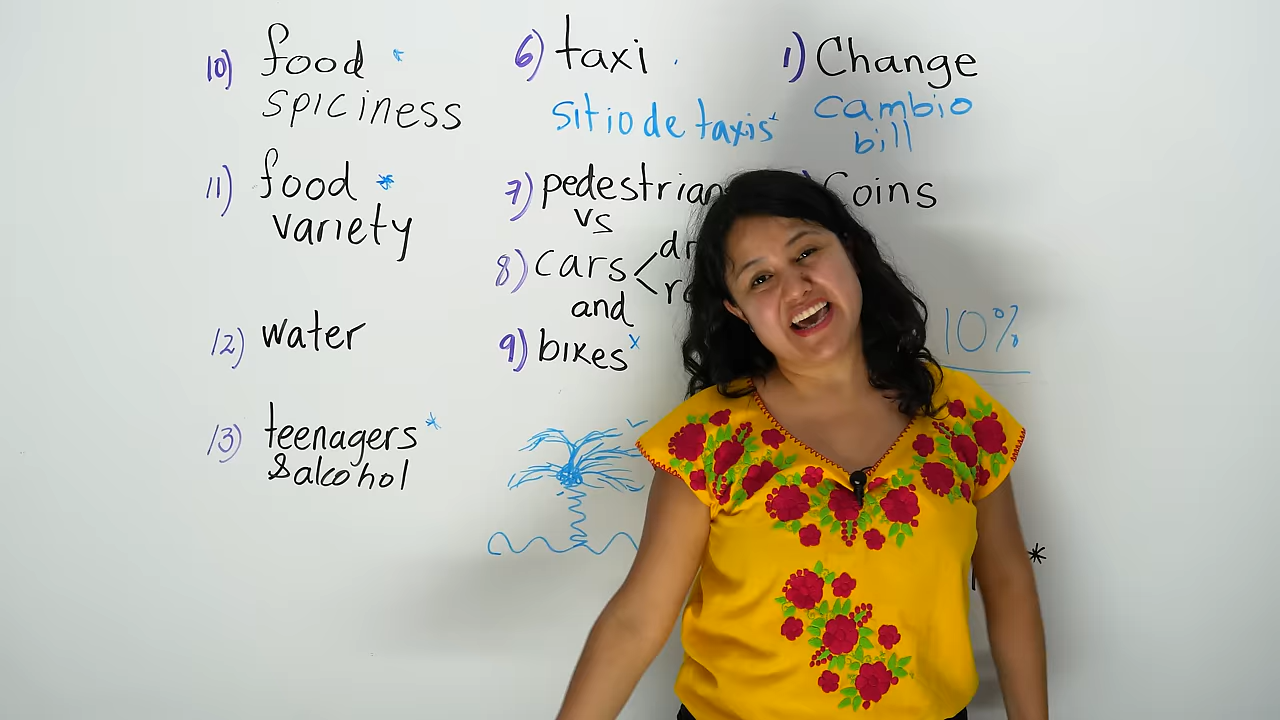 10) food
spiciness
11) food *
variety
12) water
13) teenagers *
& alcohol
6) taxi
sitio de taxis
7) pedestrian
vs
8) cars
and
9) bikes x
1) Change
cambio
bill
Coins
10%
*